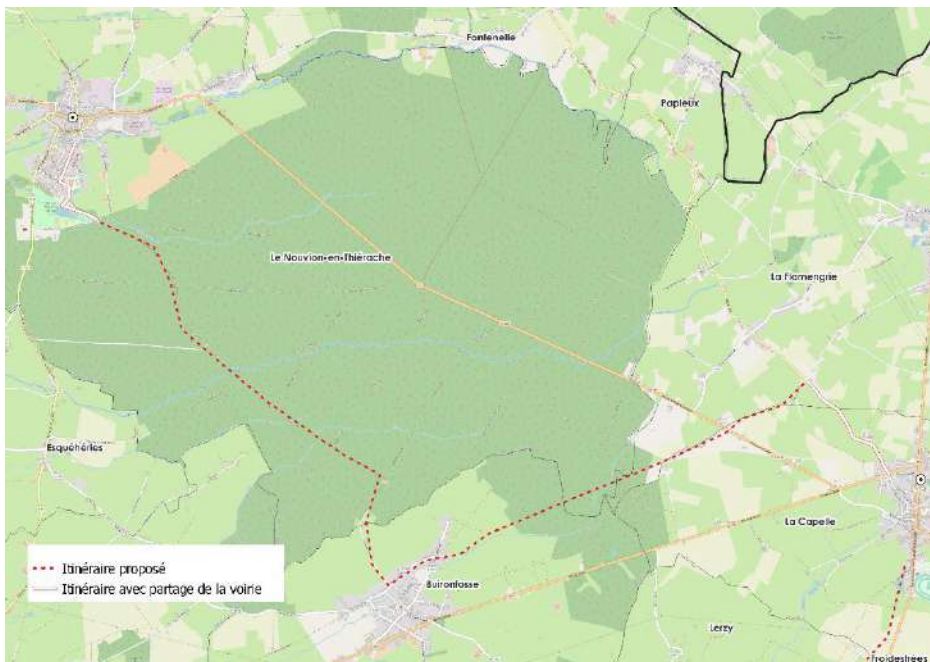 Fontenelle
Papleux
Le Nouvion-en-Thiérache
La Flamengrie
Esquéhéries
La Capelle
Itinéraire proposé
Itinéraire avec partage de la voirie
Buironfosse
Lerzy
Froidestrées